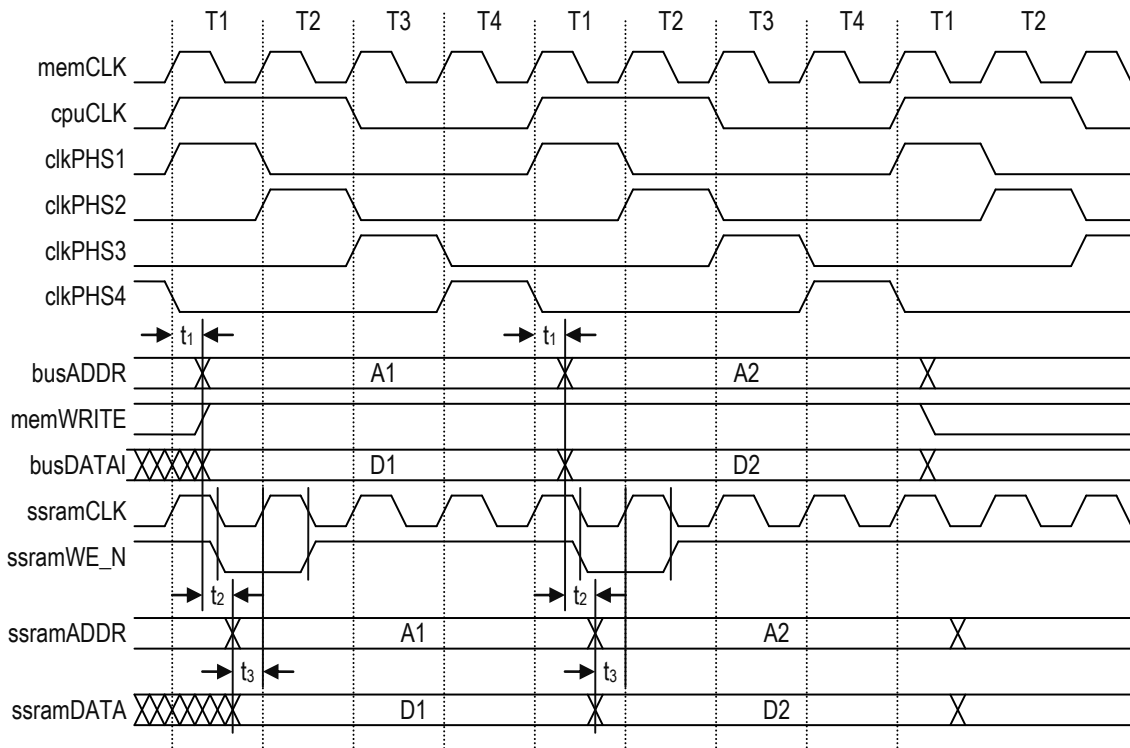 T1 T2 T3 T4 T1 T2 T3 T4 T1 T2
memCLK
cpuCLK
clkPHS1
clkPHS2
clkPHS3
clkPHS4
t1 t1
busADDR A1 A2
memWRITE
busDATAI D1 D2
ssramCLK
ssramWE_N
t2 t2
ssramADDR A1 A2
t3 t3
ssramDATA D1 D2